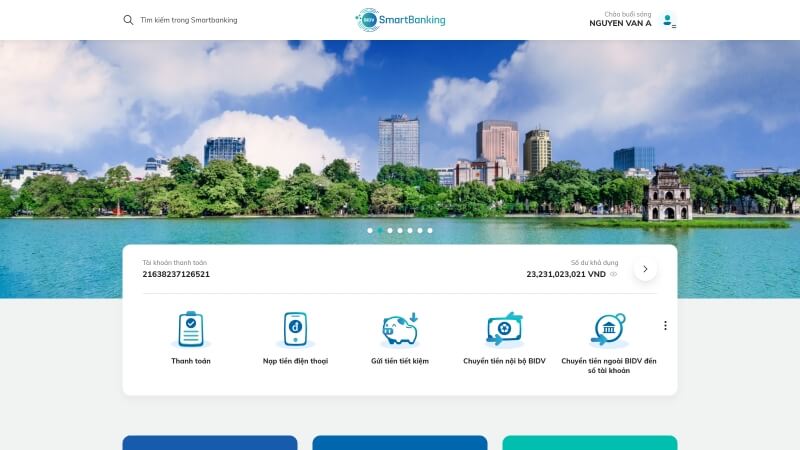 Tìm kiếm trong Smartbanking
BIDV SmartBanking
Chào buổi sáng
NGUYEN VAN A
Tài khoản thanh toán
21638237126521
Số dư khả dụng
23,231,023,021 VND
Thanh toán
Nạp tiền điện thoại
Gửi tiền tiết kiệm
Chuyển tiền nội bộ BIDV
Chuyển tiền ngoài BIDV đến
số tài khoản